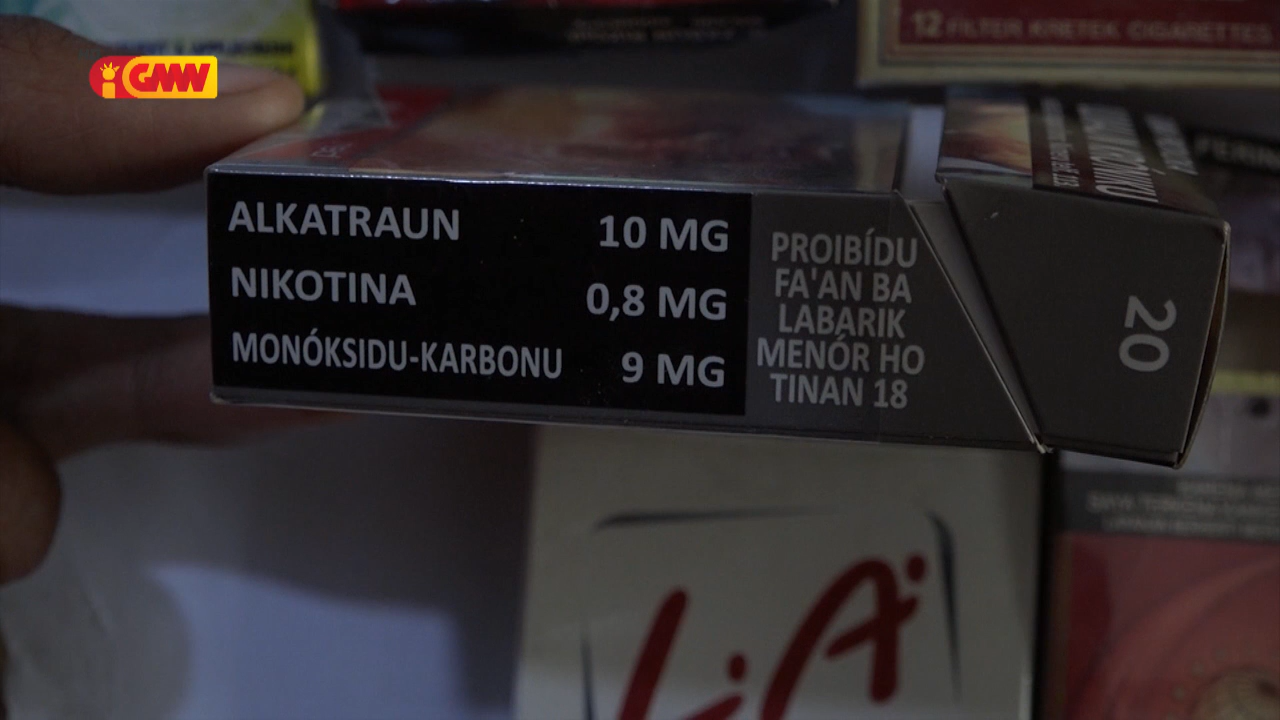 GMW
12 FILTER KRETEK CIGARETTES
ALKATRAUN 10 MG
NIKOTINA 0,8 MG
MONÓKSIDU-KARBONU 9 MG
PROIBÍDU
FA'AN BA
LABARIK
MENÓR HO
TINAN 18
20
L.A.